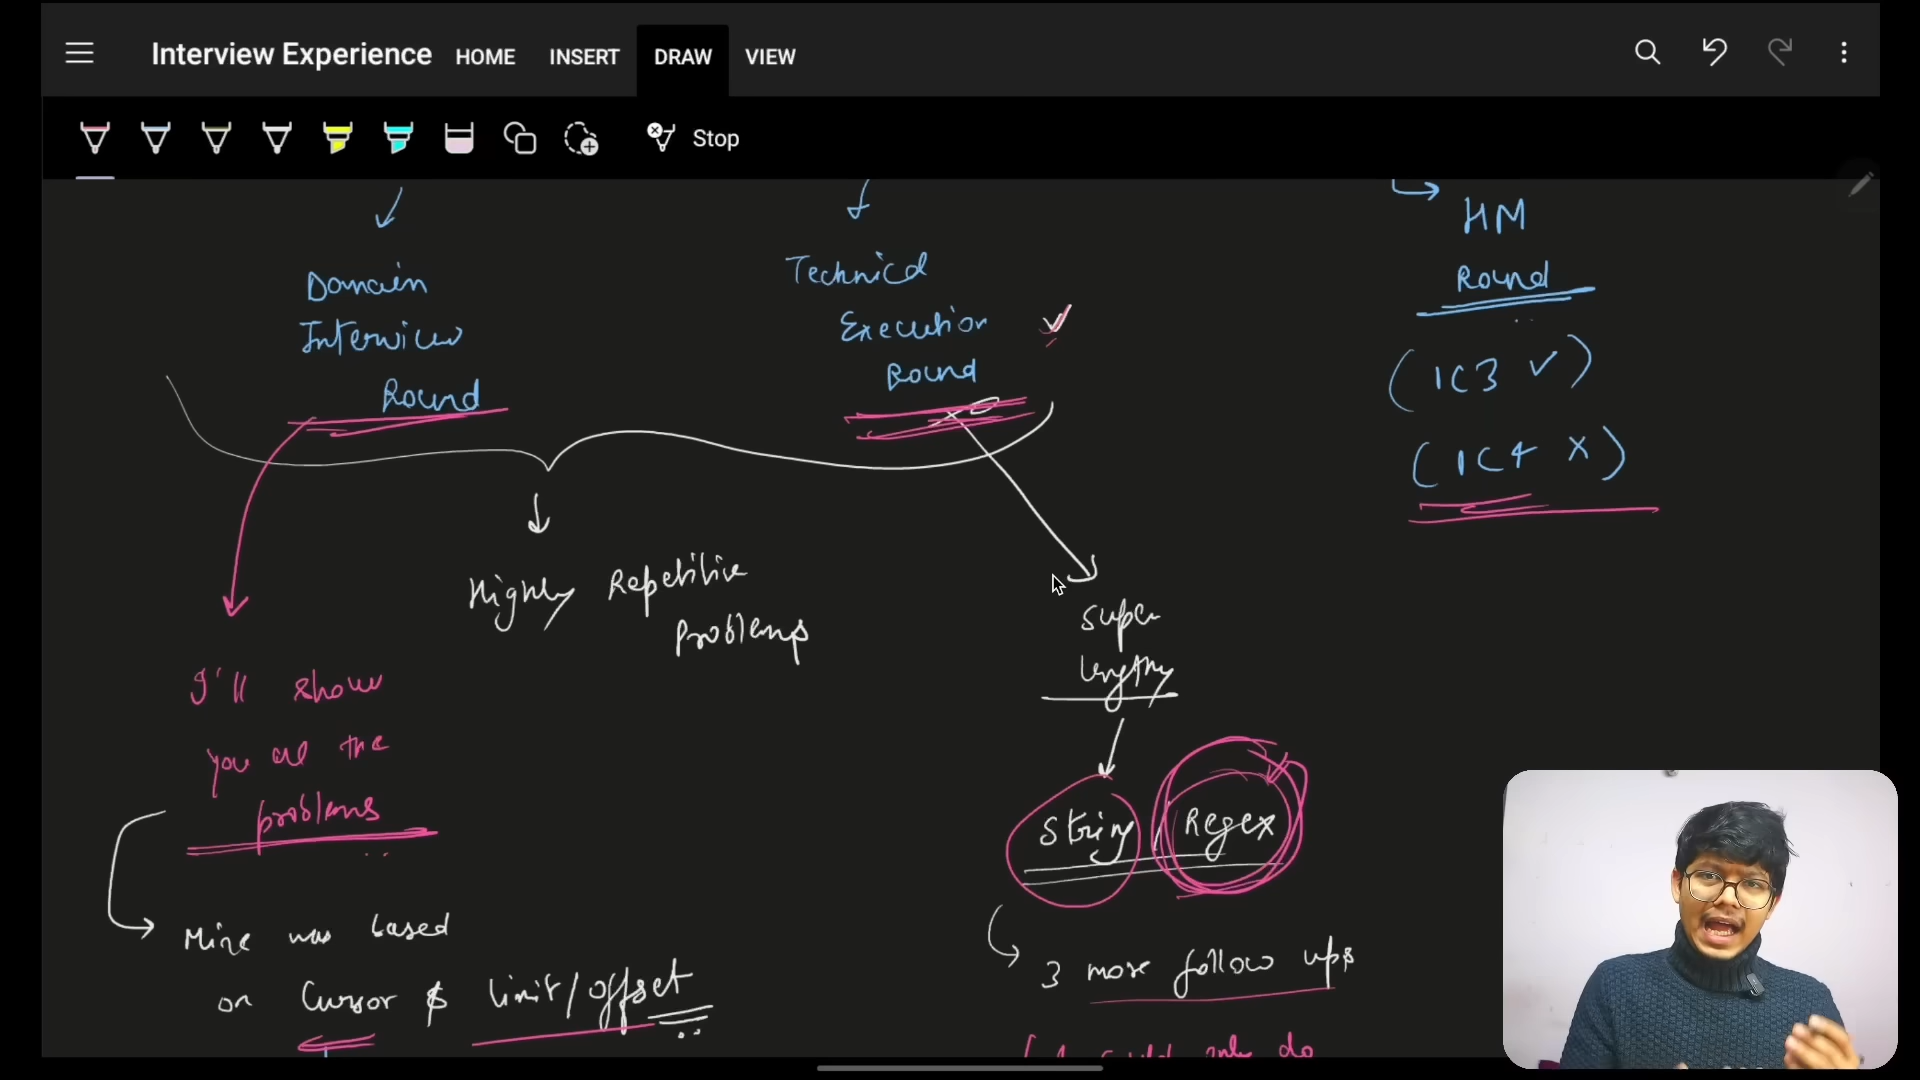 Interview Experience HOME INSERT DRAW VIEW
Stop
Domain
Interview
Round
Technical
Execution
Round
HM
Round
(IC3 ✓)
(IC4 X)
Highly Repetitive
Problems
I'll show
you all the
problems
Mine was based
on Cursor & limit/offset
super
lengthy
String, Regex
3 more follow ups
only do